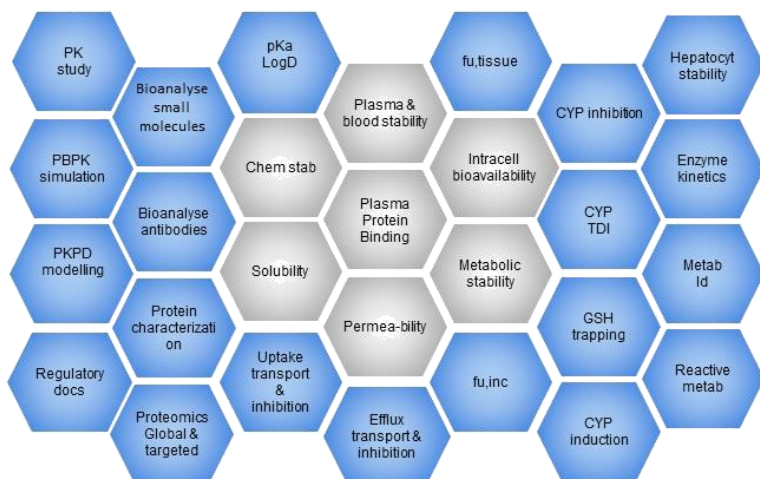 PK
study
Bioanalyse
small
molecules
PBPK
simulation
Bioanalyse
antibodies
PKPD
modelling
Protein
characterizati
on
Regulatory
docs
Proteomics
Global &
targeted
pKa
LogD
Chem stab
Solubility
Uptake
transport
&
inhibition
Plasma &
blood stability
Plasma
Protein
Binding
Permea-bility
Efflux
transport &
inhibition
fu,tissue
Intracell
bioavailability
Metabolic
stability
fu,inc
CYP inhibition
CYP
TDI
GSH
trapping
CYP
induction
Hepatocyt
stability
Enzyme
kinetics
Metab
Id
Reactive
metab